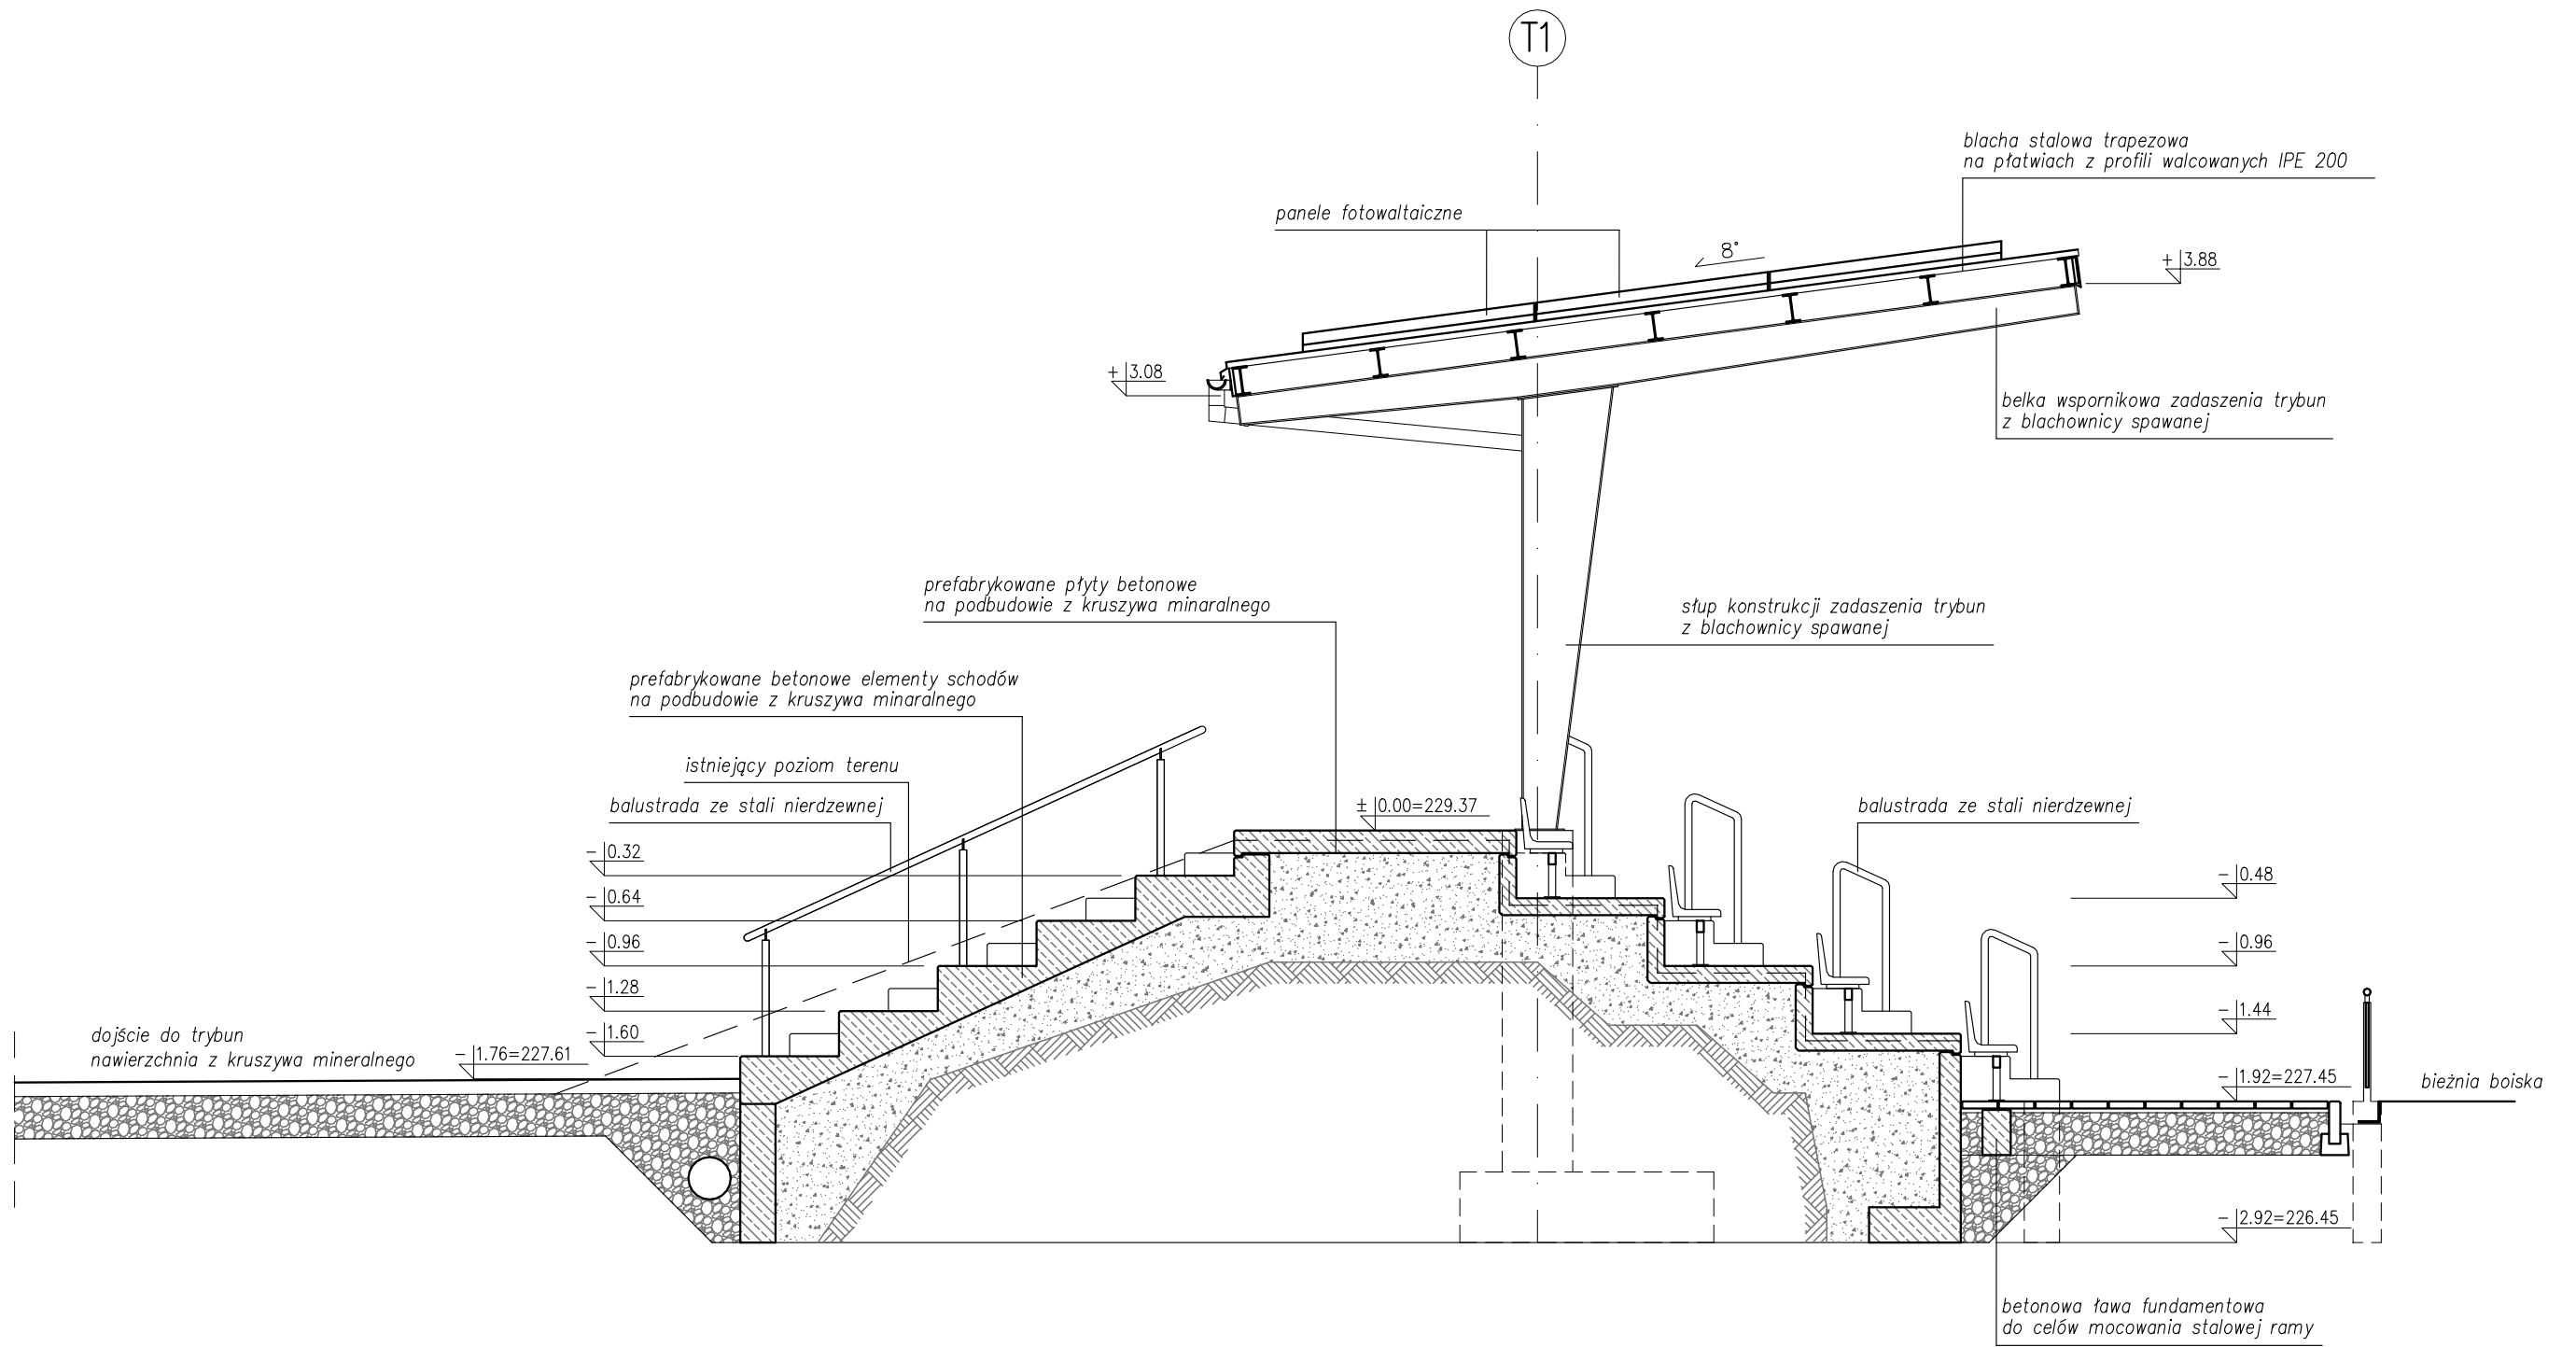 T1
blacha stalowa trapezowa
na płatwiach z profili walcowanych IPE 200
panele fotowaltaiczne
8°
+ 3.88
+ 3.08
belka wspornikowa zadaszenia trybun
z blachownicy spawanej
prefabrykowane płyty betonowe
na podbudowie z kruszywa minaralnego
słup konstrukcji zadaszenia trybun
z blachownicy spawanej
prefabrykowane betonowe elementy schodów
na podbudowie z kruszywa minaralnego
istniejący poziom terenu
balustrada ze stali nierdzewnej
± 0.00=229.37
balustrada ze stali nierdzewnej
- 0.32
- 0.48
- 0.64
- 0.96
- 0.96
- 1.28
- 1.44
- 1.60
dojście do trybun
nawierzchnia z kruszywa mineralnego
- 1.76=227.61
- 1.92=227.45
bieżnia boiska
- 2.92=226.45
betonowa ława fundamentowa
do celów mocowania stalowej ramy